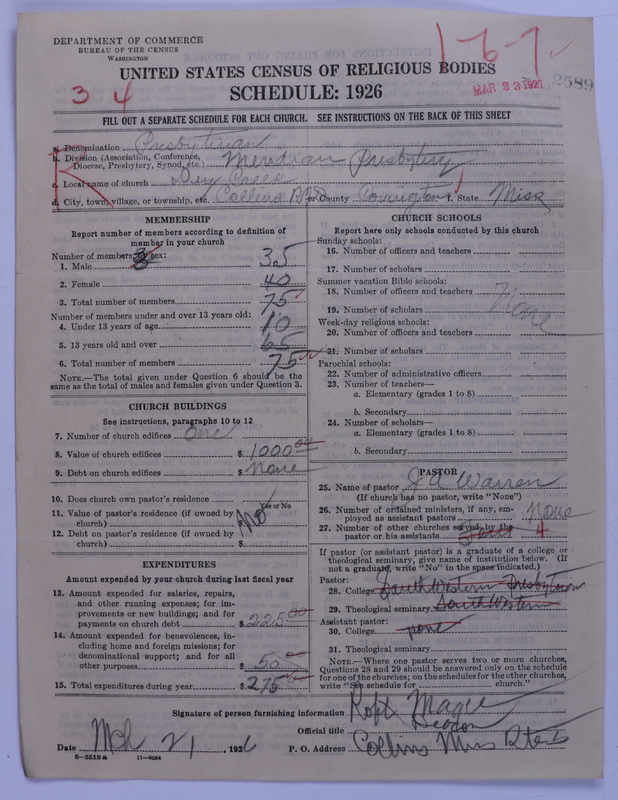 DEPARTMENT OF COMMERCE
BUREAU OF THE CENSUS
WASHINGTON
1-6-7
MAR 23 1927
2589
UNITED STATES CENSUS OF RELIGIOUS BODIES
SCHEDULE: 1926
3 4
FILL OUT A SEPARATE SCHEDULE FOR EACH CHURCH. SEE INSTRUCTIONS ON THE BACK OF THIS SHEET
a. Denomination Presbyterian
b. Division (Association, Conference, Diocese, Presbytery, Synod, etc.) Meridian Presbytery
R
c. Local name of church Dry Creek
d. City, town, village, or township, etc. Collins e. County Covington f. State Miss
MEMBERSHIP
Report number of members according to definition of
member in your church
Number of members by sex:
1. Male 35
2. Female 40
3. Total number of members 75
Number of members under and over 13 years old:
4. Under 13 years of age 10
5. 13 years old and over 65
6. Total number of members 75
NOTE.—The total given under Question 6 should be the
same as the total of males and females given under Question 3.
CHURCH BUILDINGS
See instructions, paragraphs 10 to 12
7. Number of church edifices One
8. Value of church edifices $ 1000.00
9. Debt on church edifices $ none
10. Does church own pastor's residence
Yes or No
11. Value of pastor's residence (if owned by
church) $ No
12. Debt on pastor's residence (if owned by
church) $
EXPENDITURES
Amount expended by your church during last fiscal year
13. Amount expended for salaries, repairs,
and other running expenses; for im-
provements or new buildings; and for
payments on church debt $ 225.00
14. Amount expended for benevolences, in-
cluding home and foreign missions; for
denominational support; and for all
other purposes $ 50
15. Total expenditures during year $ 275
CHURCH SCHOOLS
Report here only schools conducted by this church
Sunday schools:
16. Number of officers and teachers
17. Number of scholars
Summer vacation Bible schools:
18. Number of officers and teachers
19. Number of scholars None
Week-day religious schools:
20. Number of officers and teachers
21. Number of scholars
Parochial schools:
22. Number of administrative officers
23. Number of teachers—
a. Elementary (grades 1 to 8)
b. Secondary
24. Number of scholars—
a. Elementary (grades 1 to 8)
b. Secondary
PASTOR
25. Name of pastor J A Warren
(If church has no pastor, write "None")
26. Number of ordained ministers, if any, em-
ployed as assistant pastors none
27. Number of other churches served by the
pastor or his assistants 4
If pastor (or assistant pastor) is a graduate of a college or
theological seminary, give name of institution below. (If
not a graduate, write "No" in the space indicated.)
Pastor:
28. College South Western Presbyterian
29. Theological seminary South Western
Assistant pastor:
30. College none
31. Theological seminary
NOTE.—Where one pastor serves two or more churches,
Questions 28 and 29 should be answered only on the schedule
for one of the churches; on the schedules for the other churches,
write "See schedule for church."
Signature of person furnishing information Robt Magee
Official title Deacon
Date Mch 21, 1926
P. O. Address Collins Miss
8—5518a 11—9084